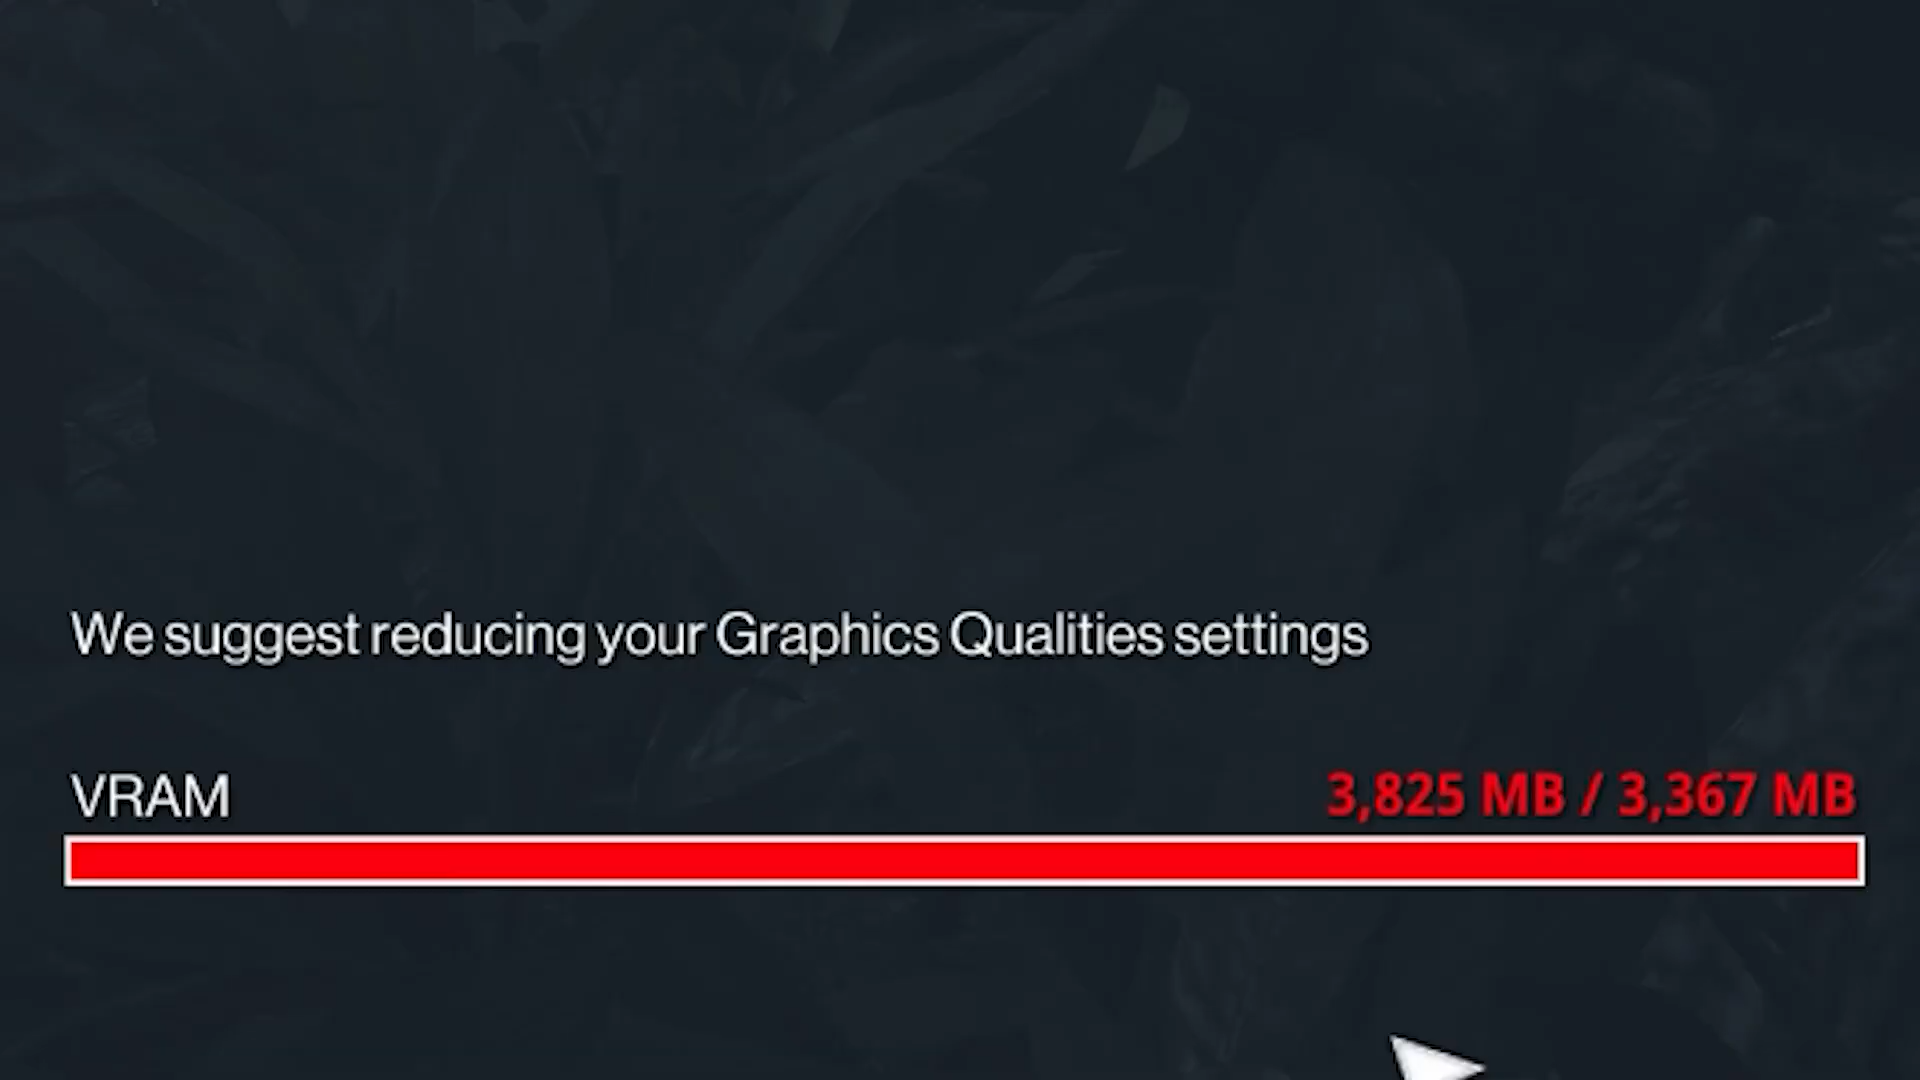 We suggest reducing your Graphics Qualities settings
VRAM 3,825 MB / 3,367 MB